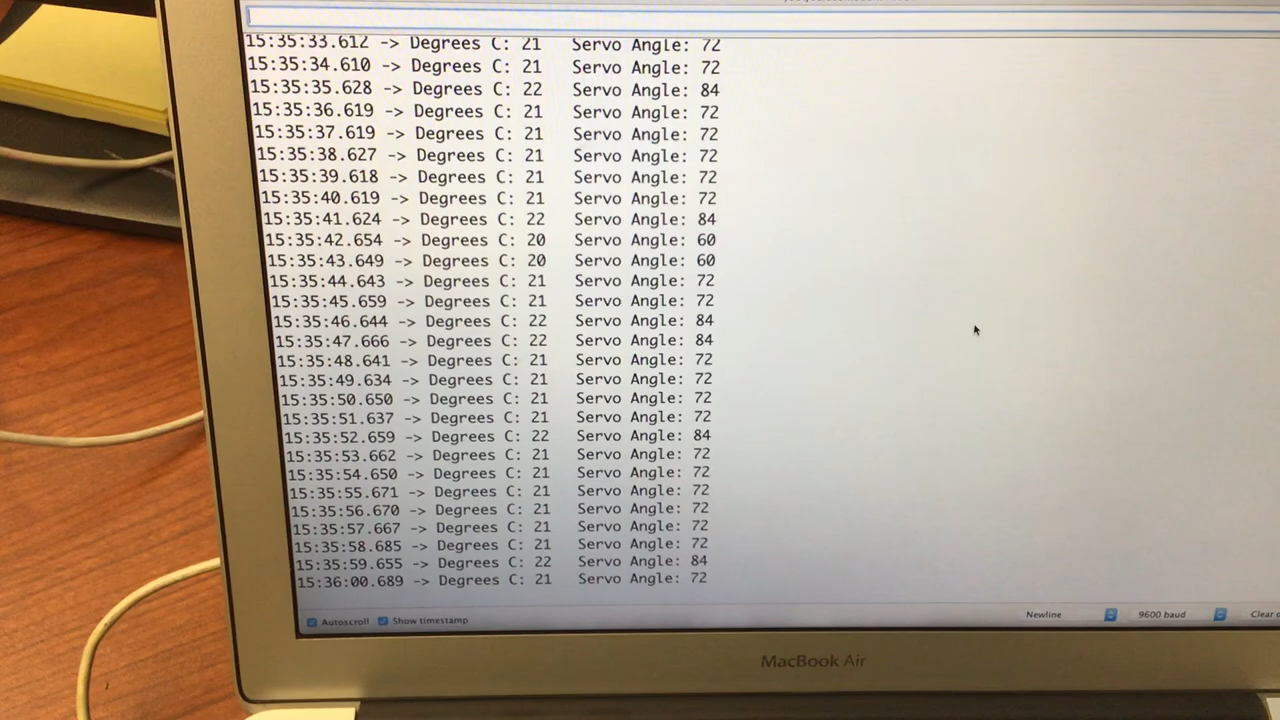 15:35:33.612 -> Degrees C: 21   Servo Angle: 72
15:35:34.610 -> Degrees C: 21   Servo Angle: 72
15:35:35.628 -> Degrees C: 22   Servo Angle: 84
15:35:36.619 -> Degrees C: 21   Servo Angle: 72
15:35:37.619 -> Degrees C: 21   Servo Angle: 72
15:35:38.627 -> Degrees C: 21   Servo Angle: 72
15:35:39.618 -> Degrees C: 21   Servo Angle: 72
15:35:40.619 -> Degrees C: 21   Servo Angle: 72
15:35:41.624 -> Degrees C: 22   Servo Angle: 84
15:35:42.654 -> Degrees C: 20   Servo Angle: 60
15:35:43.649 -> Degrees C: 20   Servo Angle: 60
15:35:44.643 -> Degrees C: 21   Servo Angle: 72
15:35:45.659 -> Degrees C: 21   Servo Angle: 72
15:35:46.644 -> Degrees C: 22   Servo Angle: 84
15:35:47.666 -> Degrees C: 22   Servo Angle: 84
15:35:48.641 -> Degrees C: 21   Servo Angle: 72
15:35:49.634 -> Degrees C: 21   Servo Angle: 72
15:35:50.650 -> Degrees C: 21   Servo Angle: 72
15:35:51.637 -> Degrees C: 21   Servo Angle: 72
15:35:52.659 -> Degrees C: 22   Servo Angle: 84
15:35:53.662 -> Degrees C: 21   Servo Angle: 72
15:35:54.650 -> Degrees C: 21   Servo Angle: 72
15:35:55.671 -> Degrees C: 21   Servo Angle: 72
15:35:56.670 -> Degrees C: 21   Servo Angle: 72
15:35:57.667 -> Degrees C: 21   Servo Angle: 72
15:35:58.685 -> Degrees C: 21   Servo Angle: 72
15:35:59.655 -> Degrees C: 22   Servo Angle: 84
15:36:00.689 -> Degrees C: 21   Servo Angle: 72
Autoscroll Show timestamp Newline 9600 baud Clear
MacBook Air